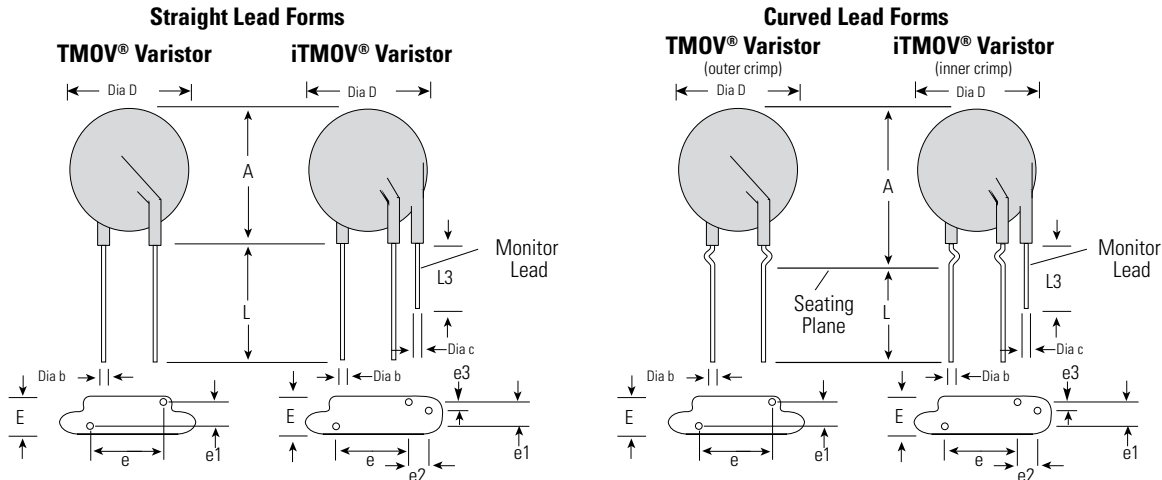 Straight Lead Forms
TMOV® Varistor
iTMOV® Varistor
Dia D
Dia D
A
L
L3
Monitor
Lead
Dia c
Dia b
Dia b
e3
E
E
e1
e1
e
e
e2
Curved Lead Forms
TMOV® Varistor
(outer crimp)
iTMOV® Varistor
(inner crimp)
Dia D
Dia D
A
L
L3
Monitor
Lead
Seating
Plane
Dia c
Dia b
Dia b
e3
E
E
e1
e1
e
e
e2